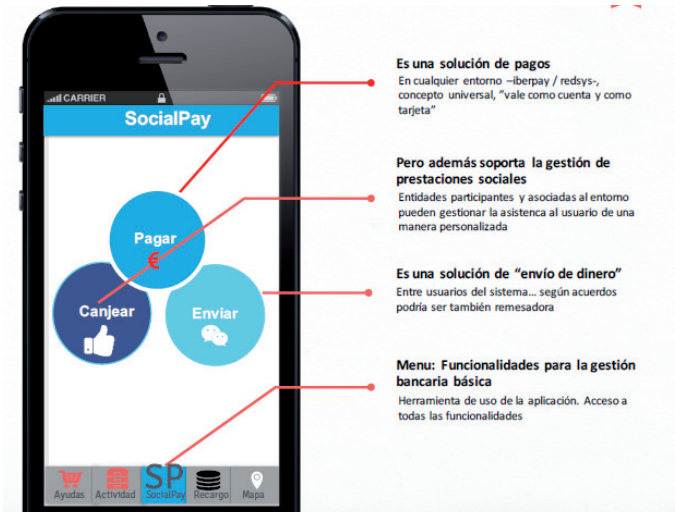 CARRIER
SocialPay
Pagar
€
Canjear
Enviar
SP
Ayudas
Actividad
SocialPay
Recargo
Mapa
Es una solución de pagos
En cualquier entorno –iberpay / redsys-,
concepto universal, "vale como cuenta y como
tarjeta"
Pero además soporta la gestión de
prestaciones sociales
Entidades participantes y asociadas al entorno
pueden gestionar la asistenca al usuario de una
manera personalizada
Es una solución de "envío de dinero"
Entre usuarios del sistema... según acuerdos
podría ser también remesadora
Menu: Funcionalidades para la gestión
bancaria básica
Herramienta de uso de la aplicación. Acceso a
todas las funcionalidades